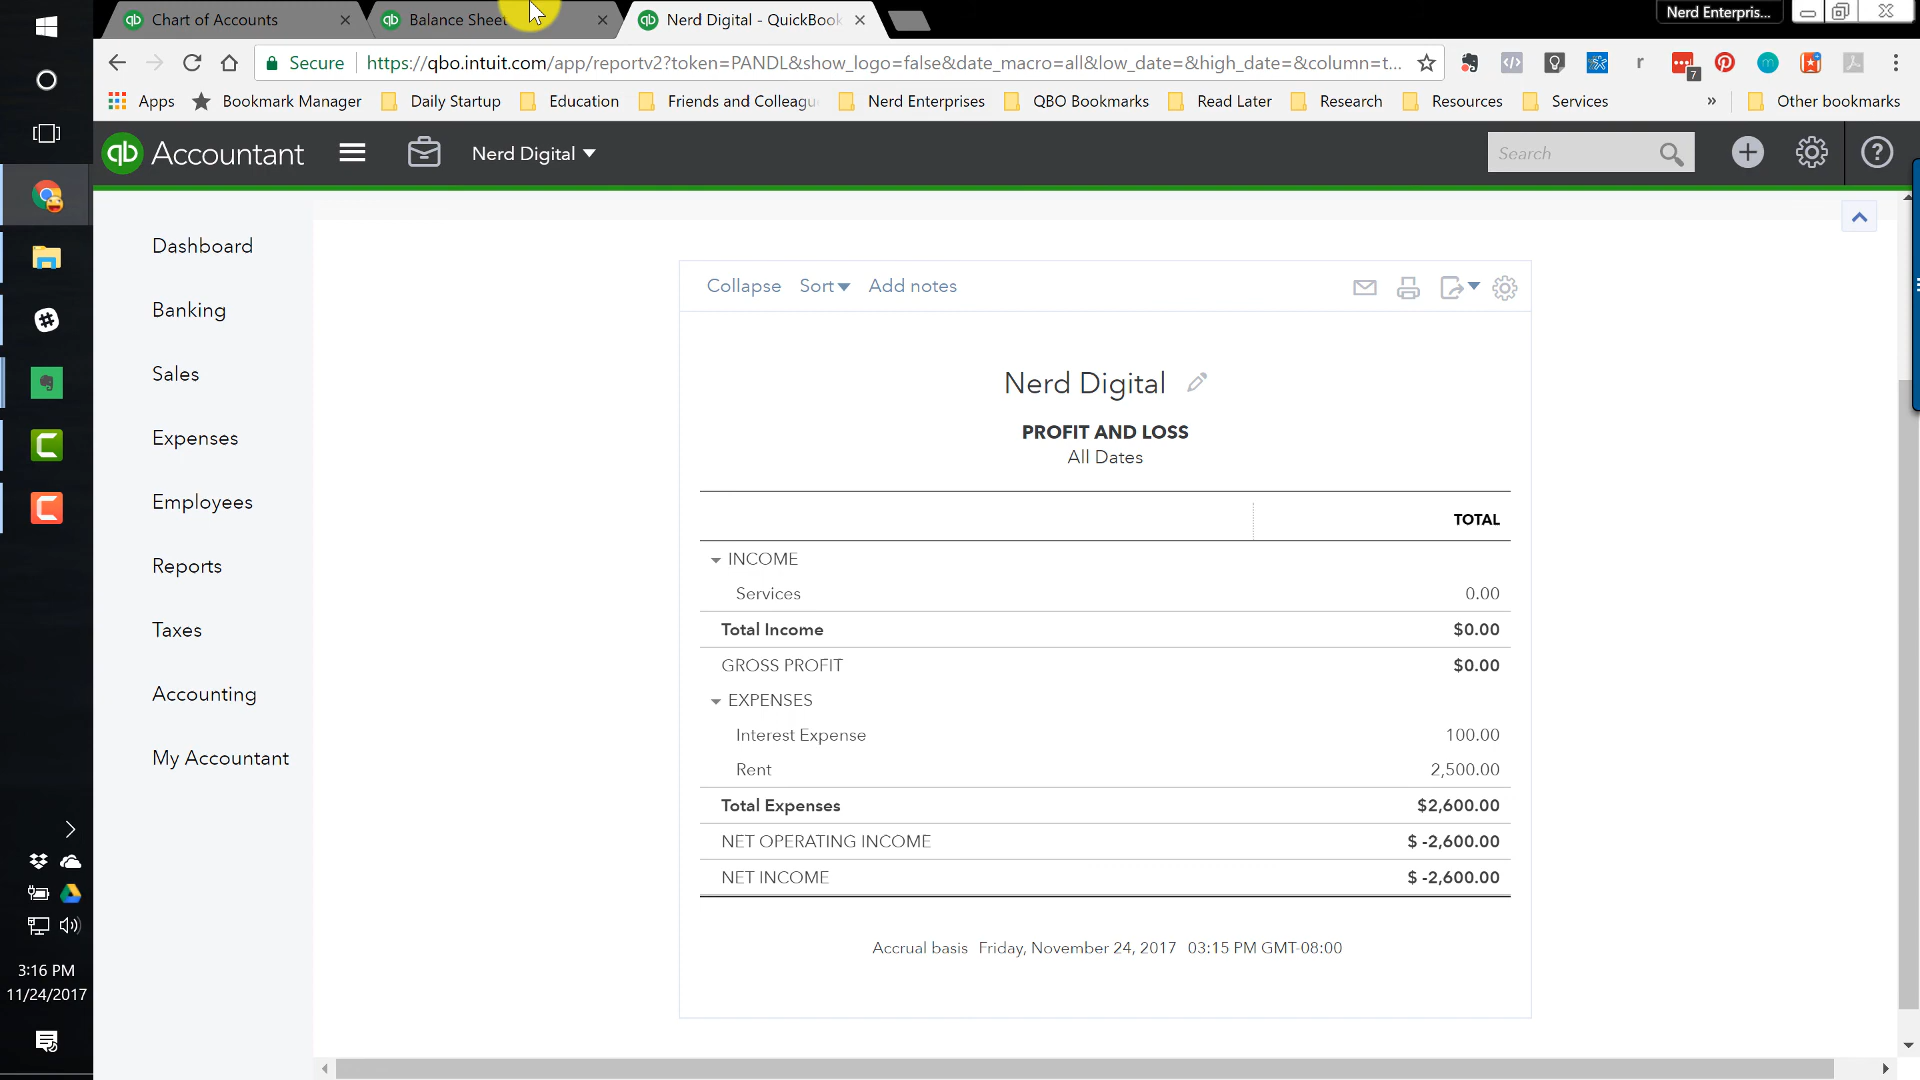 Chart of Accounts
Balance Sheet
Nerd Digital - QuickBook
Nerd Enterpris...
Secure
https://qbo.intuit.com/app/reportv2?token=PANDL&show_logo=false&date_macro=all&low_date=&high_date=&column=t...
r
7
Apps
Bookmark Manager
Daily Startup
Education
Friends and Colleagu
Nerd Enterprises
QBO Bookmarks
Read Later
Research
Resources
Services
»
Other bookmarks
qb Accountant
Nerd Digital
Search
Dashboard
Banking
Sales
Expenses
Employees
Reports
Taxes
Accounting
My Accountant
Collapse
Sort
Add notes
Nerd Digital
PROFIT AND LOSS
All Dates
TOTAL
INCOME
Services 0.00
Total Income $0.00
GROSS PROFIT $0.00
EXPENSES
Interest Expense 100.00
Rent 2,500.00
Total Expenses $2,600.00
NET OPERATING INCOME $ -2,600.00
NET INCOME $ -2,600.00
Accrual basis Friday, November 24, 2017 03:15 PM GMT-08:00
3:16 PM
11/24/2017